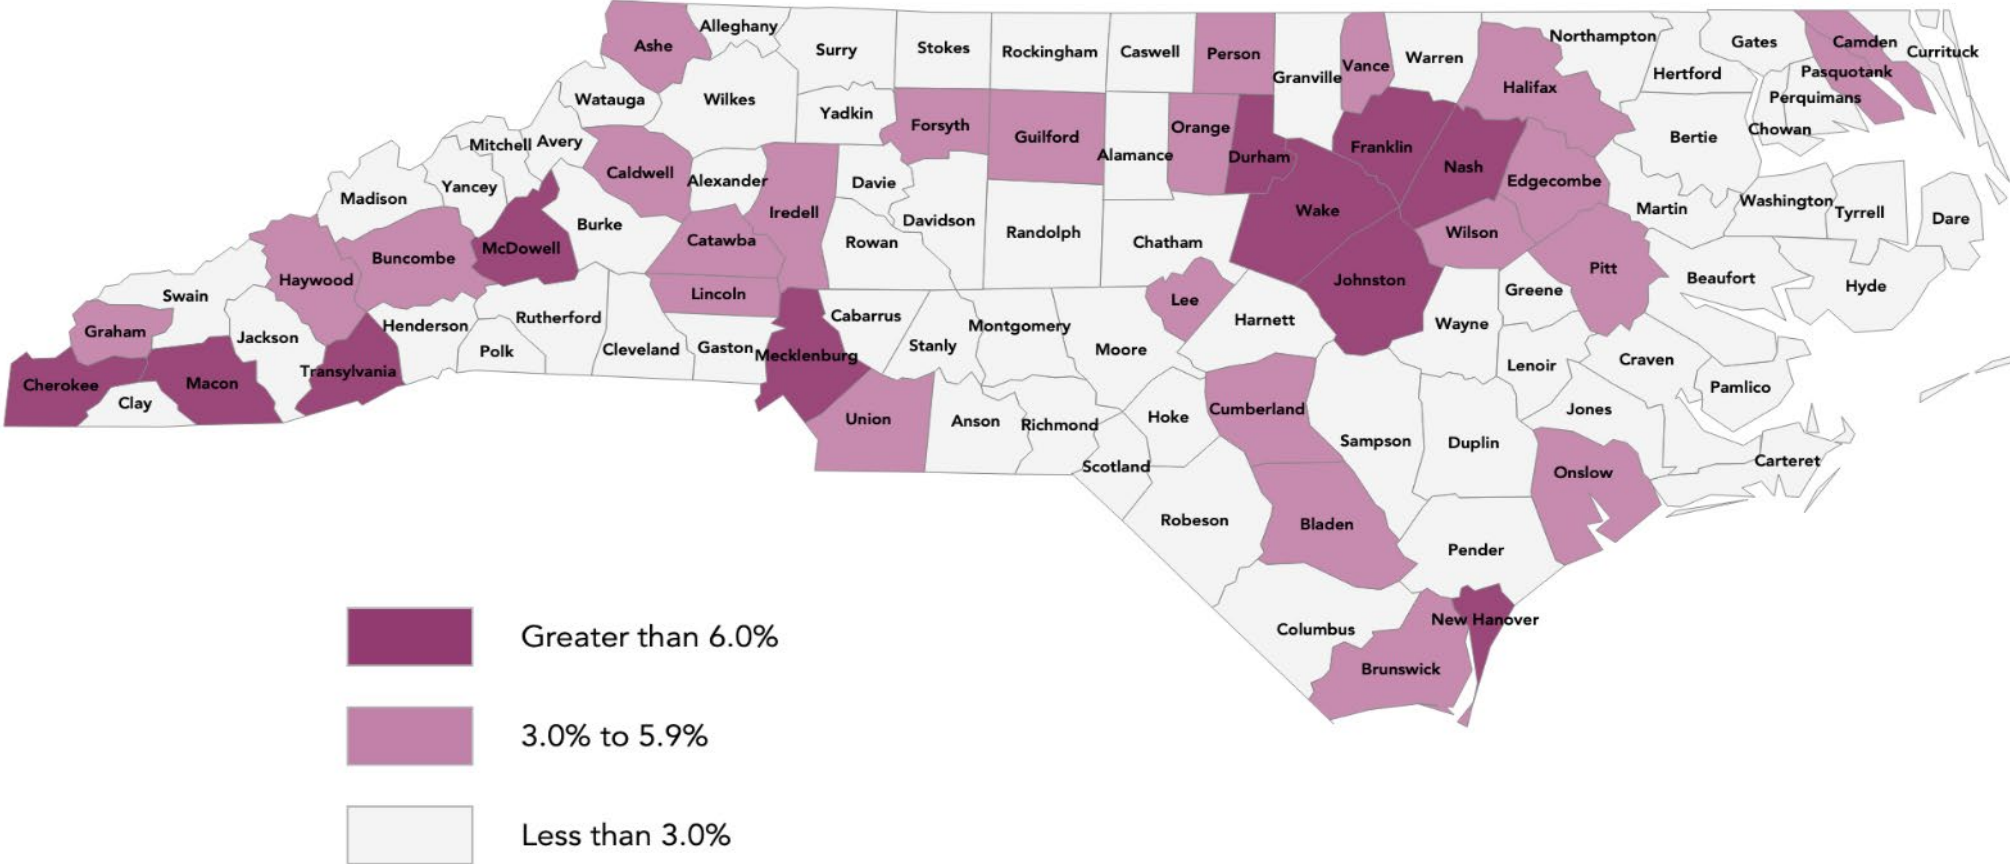 Ashe
Alleghany
Surry
Stokes
Rockingham
Caswell
Person
Granville
Vance
Warren
Northampton
Halifax
Hertford
Gates
Camden
Currituck
Pasquotank
Perquimans
Chowan
Bertie
Watauga
Wilkes
Yadkin
Forsyth
Guilford
Alamance
Orange
Durham
Franklin
Nash
Edgecombe
Martin
Washington
Tyrrell
Dare
Mitchell
Avery
Caldwell
Alexander
Iredell
Davie
Davidson
Randolph
Chatham
Wake
Wilson
Pitt
Beaufort
Hyde
Madison
Yancey
McDowell
Burke
Catawba
Rowan
Johnston
Greene
Haywood
Buncombe
Swain
Graham
Jackson
Henderson
Rutherford
Polk
Cleveland
Lincoln
Gaston
Mecklenburg
Cabarrus
Stanly
Montgomery
Moore
Lee
Harnett
Wayne
Lenoir
Craven
Pamlico
Jones
Cherokee
Clay
Macon
Transylvania
Union
Anson
Richmond
Scotland
Hoke
Cumberland
Sampson
Duplin
Onslow
Carteret
Robeson
Bladen
Pender
Columbus
New Hanover
Brunswick
Greater than 6.0%
3.0% to 5.9%
Less than 3.0%